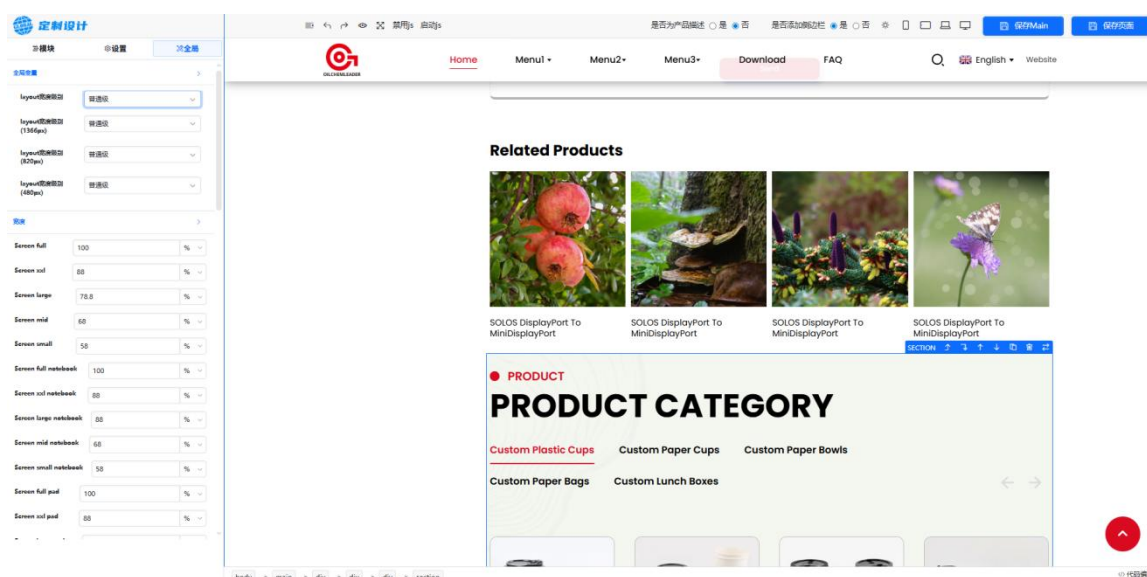 定制设计
禁用js 启动js
是否为产品描述 是 否
是否添加侧边栏 是 否
保存Main
保存页面
模块
设置
全局
OILCHEMLEADER
Home
Menu1
Menu2
Menu3
Download
FAQ
English
Website
全局变量
layout宽度级别
普通级
layout宽度级别
(1366px)
普通级
layout宽度级别
(820px)
普通级
layout宽度级别
(480px)
普通级
宽度
Screen full 100 %
Screen xxl 88 %
Screen large 78.8 %
Screen mid 68 %
Screen small 58 %
Screen full notebook 100 %
Screen xxl notebook 88 %
Screen large notebook 88 %
Screen mid notebook 68 %
Screen small notebook 58 %
Screen full pad 100 %
Screen xxl pad 88 %
Related Products
SOLOS DisplayPort To
MiniDisplayPort
SOLOS DisplayPort To
MiniDisplayPort
SOLOS DisplayPort To
MiniDisplayPort
SOLOS DisplayPort To
MiniDisplayPort
SECTION
PRODUCT
PRODUCT CATEGORY
Custom Plastic Cups
Custom Paper Cups
Custom Paper Bowls
Custom Paper Bags
Custom Lunch Boxes
body > main > div > div > div > section